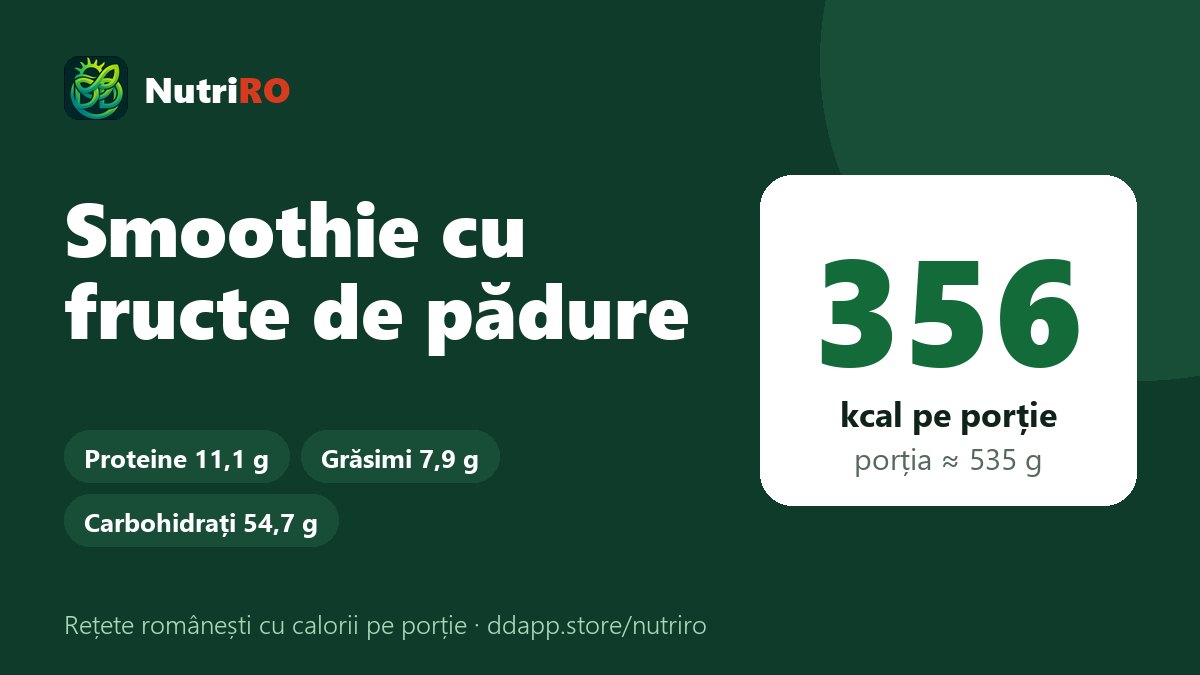 NutriRO
Smoothie cu
fructe de pădure
356
kcal pe porție
porția ≈ 535 g
Proteine 11,1 g
Grăsimi 7,9 g
Carbohidrați 54,7 g
Rețete românești cu calorii pe porție · ddapp.store/nutriro